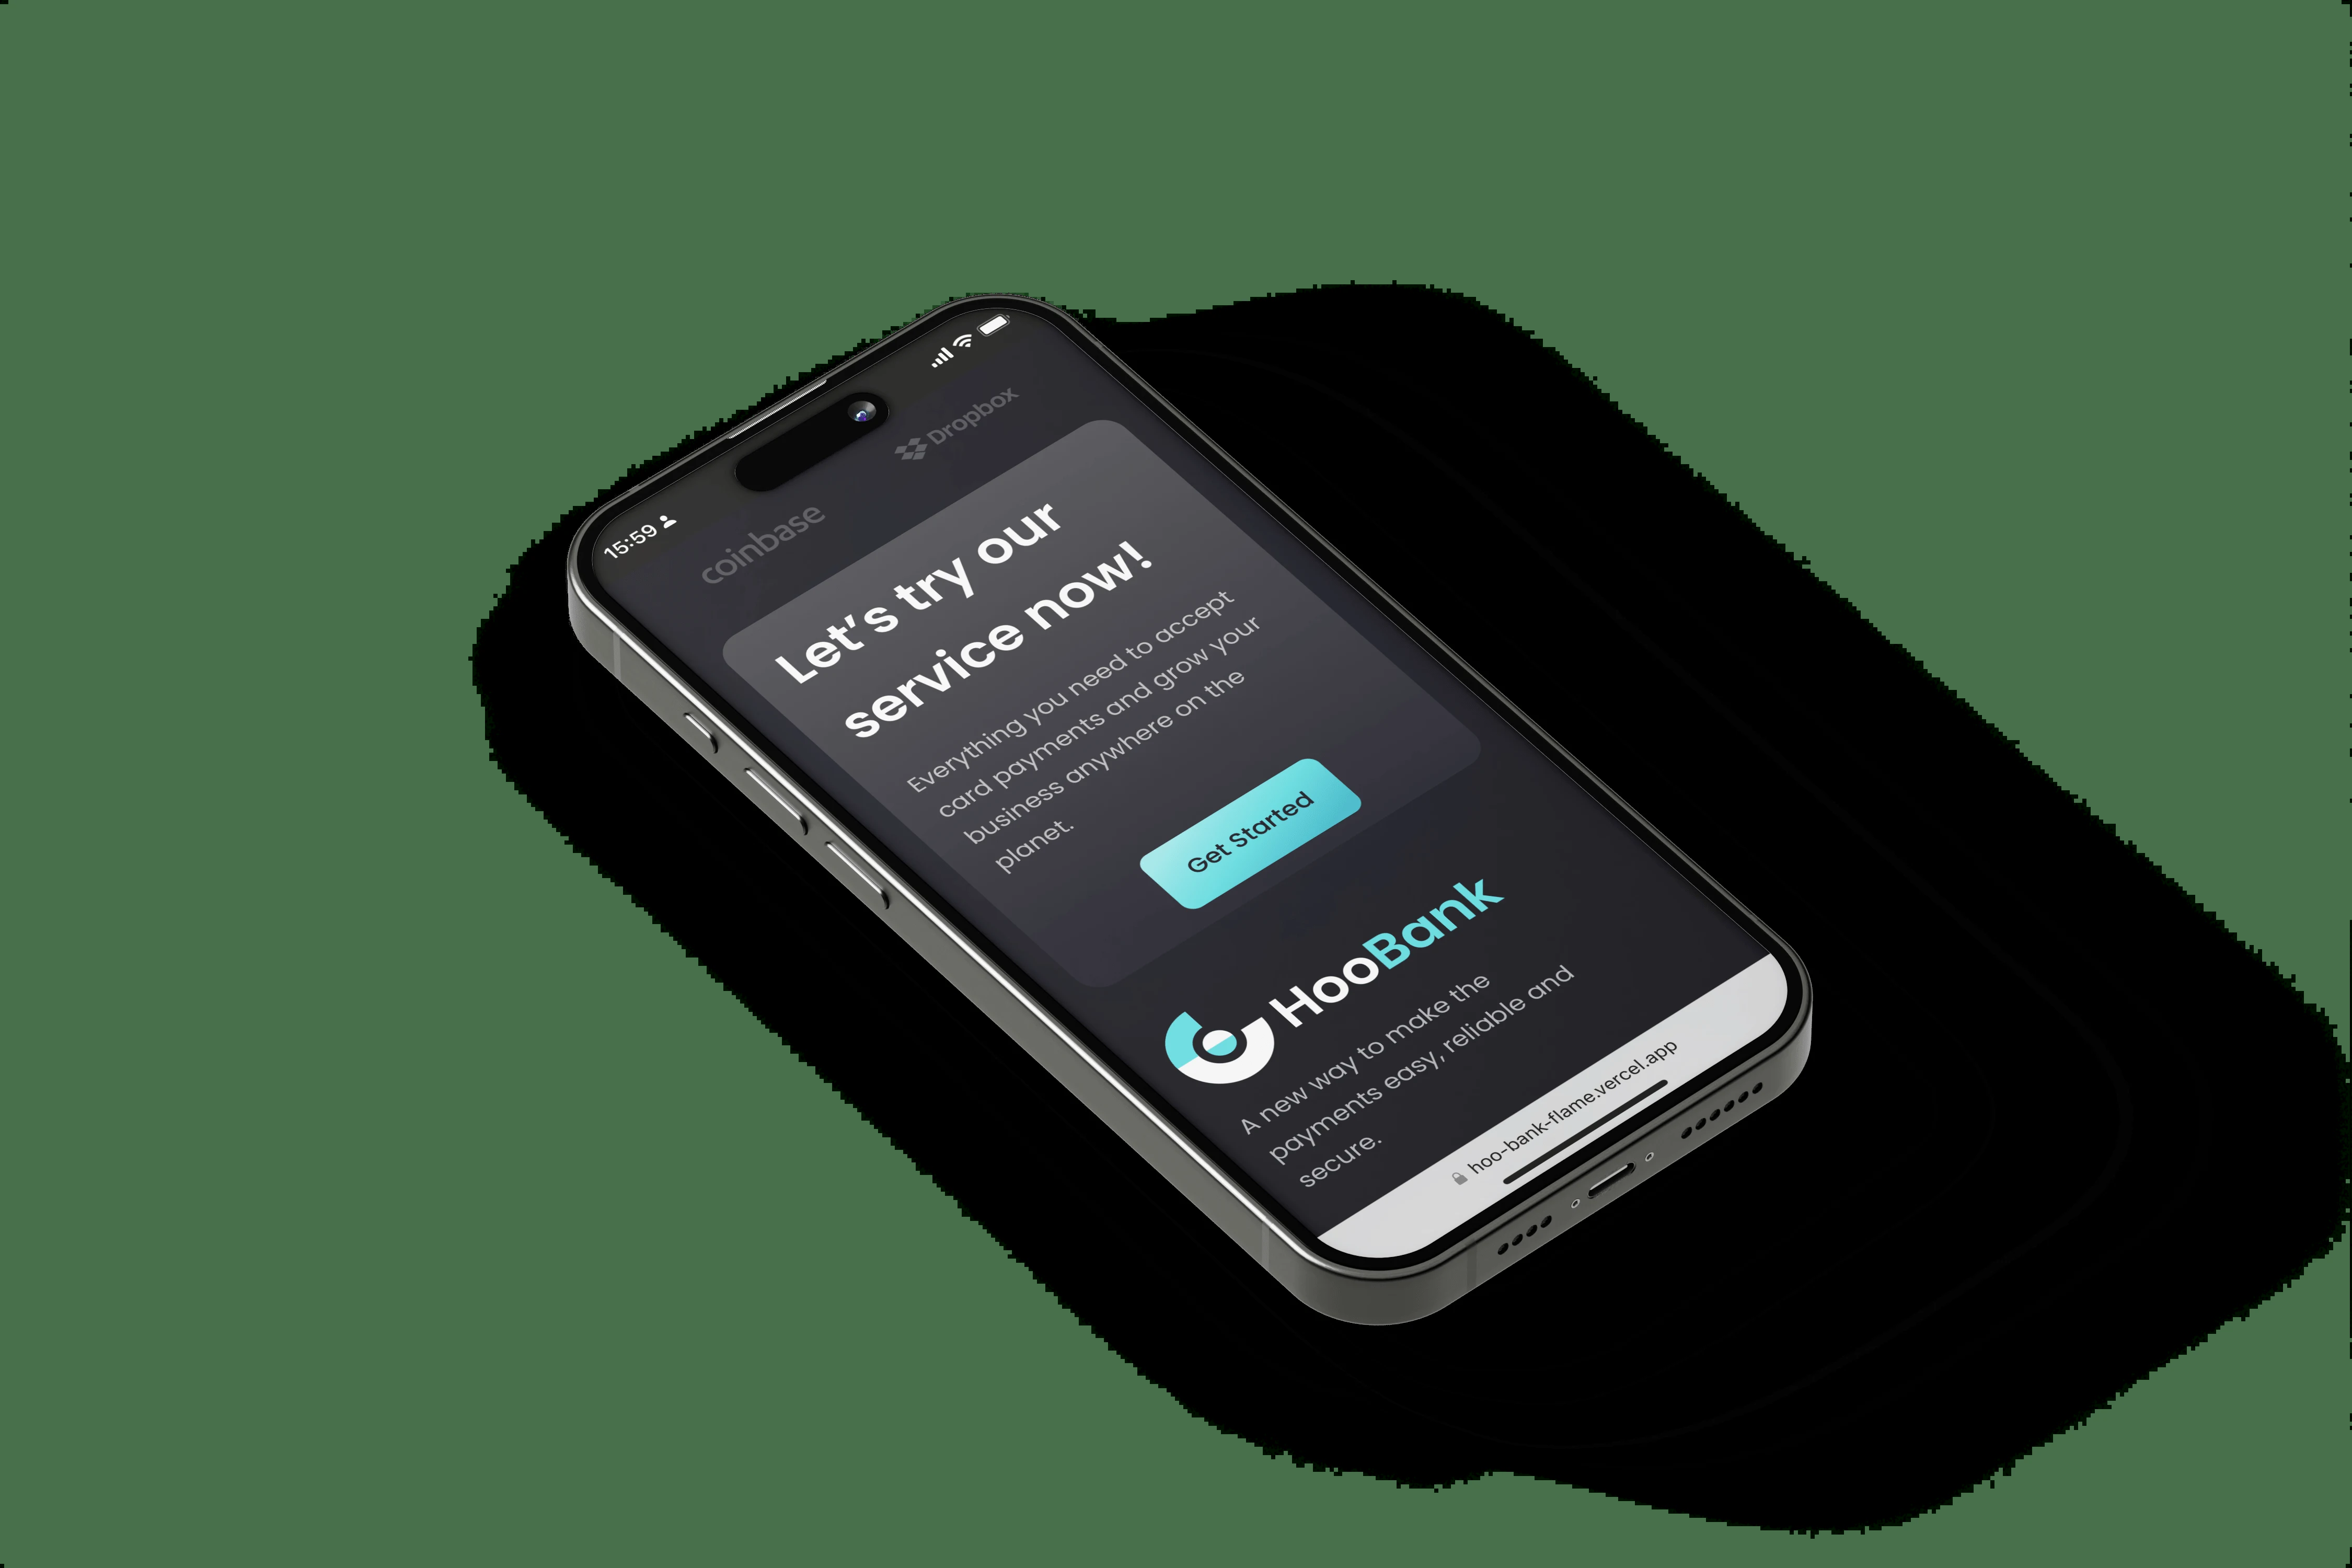 15:59
coinbase
Dropbox
Let's try our
service now!
Everything you need to accept
card payments and grow your
business anywhere on the
planet.
Get Started
HooBank
A new way to make the
payments easy, reliable and
secure.
hoo-bank-flame.vercel.app